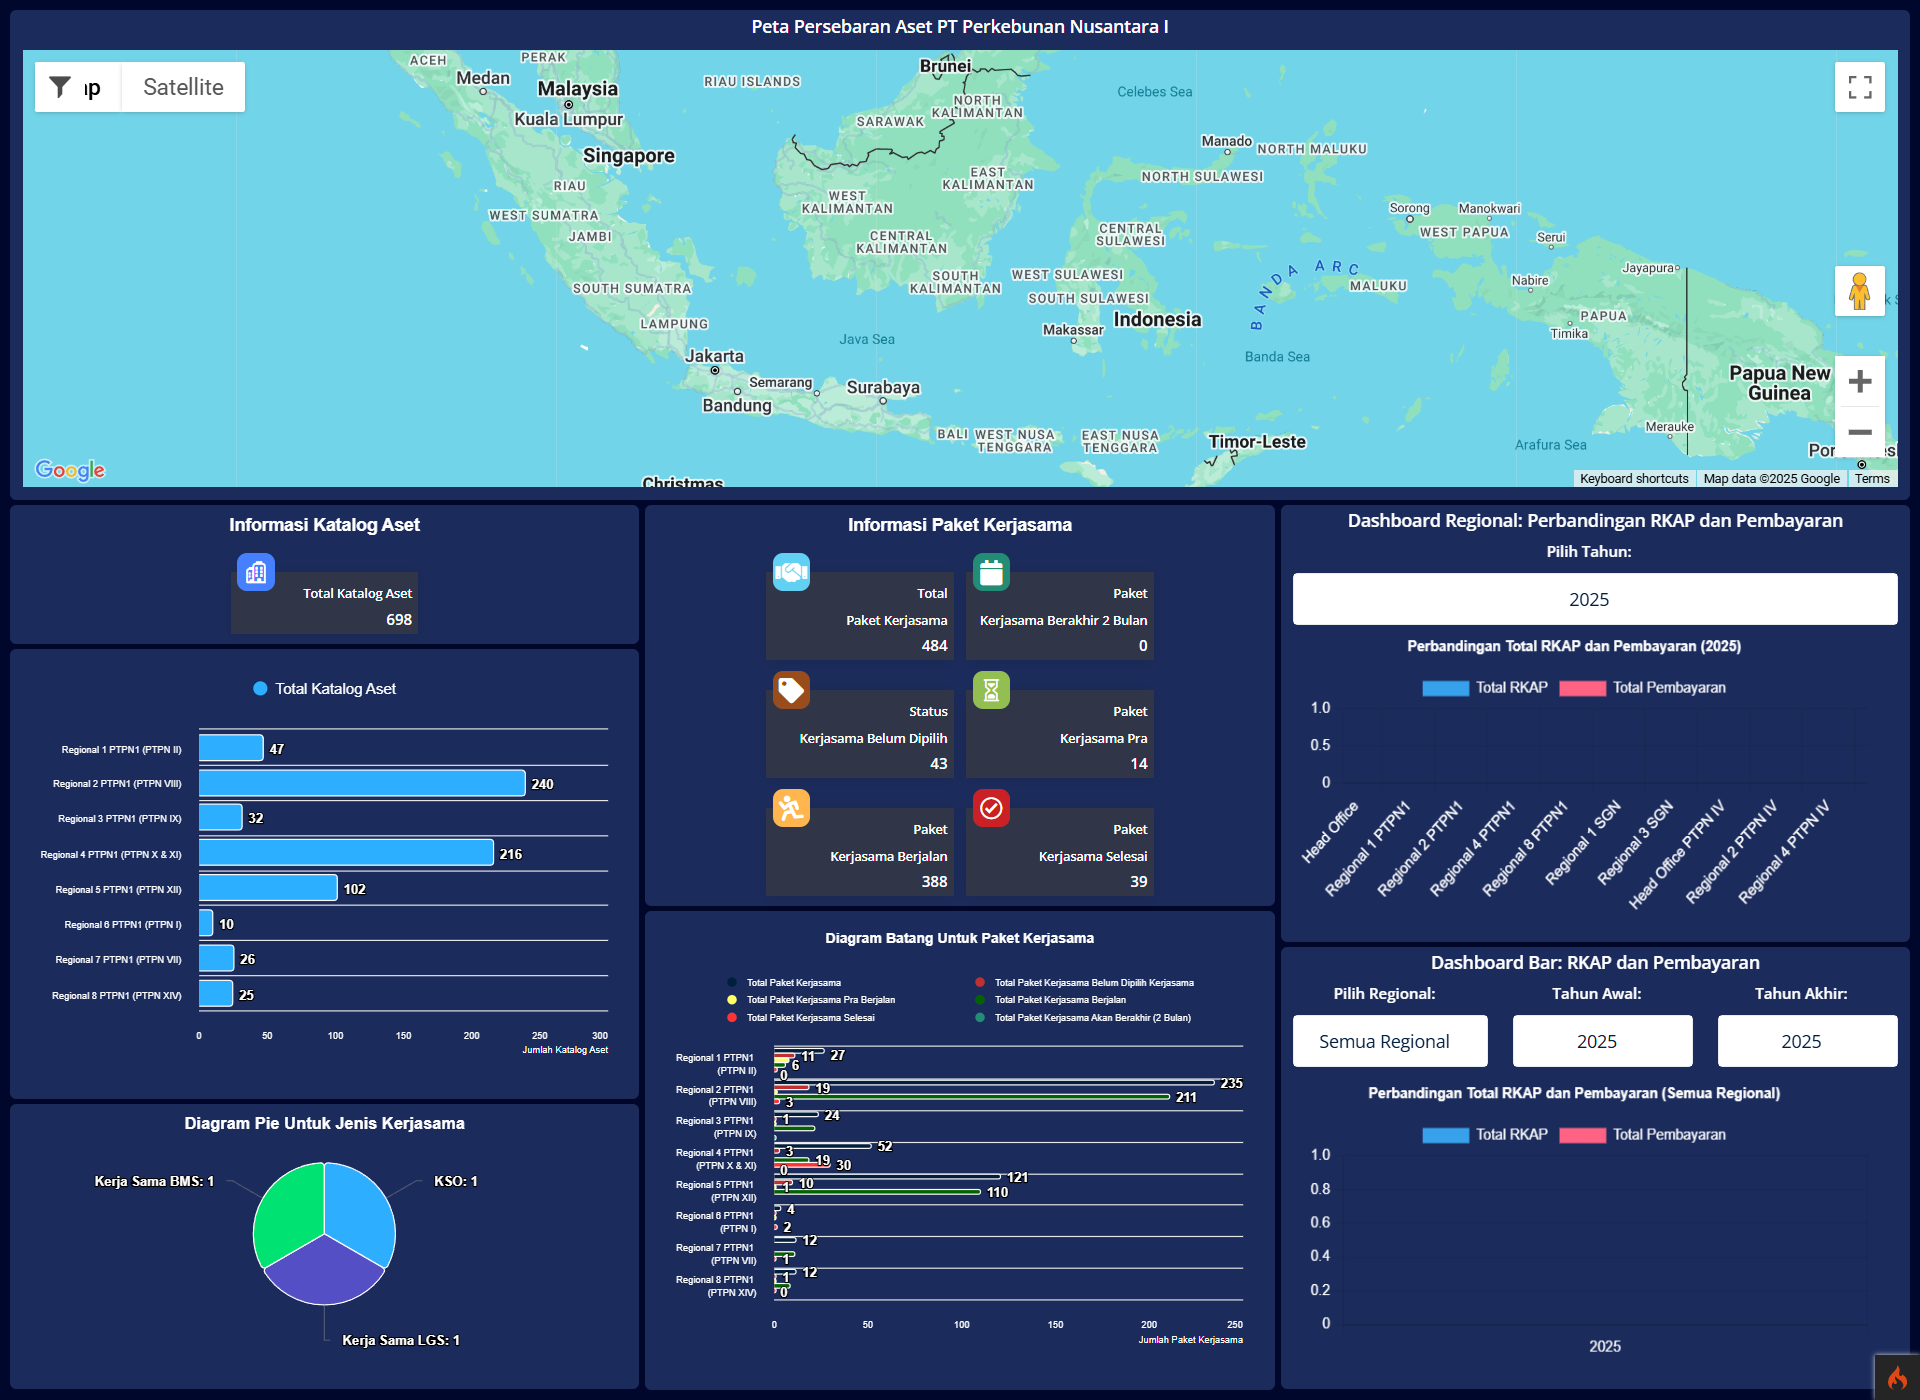 Peta Persebaran Aset PT Perkebunan Nusantara I
ap
Satellite
ACEH
PERAK
Medan
Malaysia
Kuala Lumpur
RIAU ISLANDS
Brunei
NORTH
KALIMANTAN
SARAWAK
Celebes Sea
Singapore
Manado
NORTH MALUKU
RIAU
EAST
KALIMANTAN
NORTH SULAWESI
WEST
KALIMANTAN
WEST SUMATRA
JAMBI
CENTRAL
KALIMANTAN
CENTRAL
SULAWESI
Sorong
Manokwari
WEST PAPUA
Serui
BANDA ARC
SOUTH
KALIMANTAN
WEST SULAWESI
SOUTH SUMATRA
SOUTH SULAWESI
MALUKU
Jayapura
Nabire
LAMPUNG
Makassar
Indonesia
PAPUA
Timika
Java Sea
Banda Sea
Jakarta
Semarang
Surabaya
Bandung
Papua New
Guinea
BALI
WEST NUSA
TENGGARA
EAST NUSA
TENGGARA
Timor-Leste
Merauke
Arafura Sea
Christmas
Google
Keyboard shortcuts
Map data ©2025 Google
Terms
Informasi Katalog Aset
Total Katalog Aset
698
Total Katalog Aset
Regional 1 PTPN1 (PTPN II)
47
Regional 2 PTPN1 (PTPN VIII)
240
Regional 3 PTPN1 (PTPN IX)
32
Regional 4 PTPN1 (PTPN X & XI)
216
Regional 5 PTPN1 (PTPN XII)
102
Regional 6 PTPN1 (PTPN I)
10
Regional 7 PTPN1 (PTPN VII)
26
Regional 8 PTPN1 (PTPN XIV)
25
0 50 100 150 200 250 300
Jumlah Katalog Aset
Diagram Pie Untuk Jenis Kerjasama
Kerja Sama BMS: 1
KSO: 1
Kerja Sama LGS: 1
Informasi Paket Kerjasama
Total
Paket Kerjasama
484
Paket
Kerjasama Berakhir 2 Bulan
0
Status
Kerjasama Belum Dipilih
43
Paket
Kerjasama Pra
14
Paket
Kerjasama Berjalan
388
Paket
Kerjasama Selesai
39
Diagram Batang Untuk Paket Kerjasama
Total Paket Kerjasama
Total Paket Kerjasama Belum Dipilih Kerjasama
Total Paket Kerjasama Pra Berjalan
Total Paket Kerjasama Berjalan
Total Paket Kerjasama Selesai
Total Paket Kerjasama Akan Berakhir (2 Bulan)
Regional 1 PTPN1
(PTPN II)
27
11
6
0
Regional 2 PTPN1
(PTPN VIII)
235
19
211
3
Regional 3 PTPN1
(PTPN IX)
24
1
Regional 4 PTPN1
(PTPN X & XI)
52
3
19
30
0
Regional 5 PTPN1
(PTPN XII)
121
10
1
110
Regional 6 PTPN1
(PTPN I)
4
2
Regional 7 PTPN1
(PTPN VII)
12
1
Regional 8 PTPN1
(PTPN XIV)
12
1
0
0 50 100 150 200 250
Jumlah Paket Kerjasama
Dashboard Regional: Perbandingan RKAP dan Pembayaran
Pilih Tahun:
2025
Perbandingan Total RKAP dan Pembayaran (2025)
Total RKAP
Total Pembayaran
1.0
0.5
0
Head Office
Regional 1 PTPN1
Regional 2 PTPN1
Regional 4 PTPN1
Regional 8 PTPN1
Regional 1 SGN
Regional 3 SGN
Head Office PTPN IV
Regional 2 PTPN IV
Regional 4 PTPN IV
Dashboard Bar: RKAP dan Pembayaran
Pilih Regional:
Tahun Awal:
Tahun Akhir:
Semua Regional
2025
2025
Perbandingan Total RKAP dan Pembayaran (Semua Regional)
Total RKAP
Total Pembayaran
1.0
0.8
0.6
0.4
0.2
0
2025